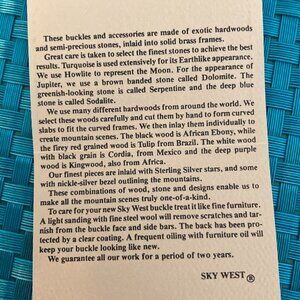 These buckles and accessories are made of exotic hardwoods
and semi-precious stones, inlaid into solid brass frames.
Great care is taken to select the finest stones to achieve the best
results. Turquoise is used extensively for its Earthlike appearance.
We use Howlite to represent the Moon. For the appearance of
Jupiter, we use a brown banded stone called Dolomite. The
greenish-looking stone is called Serpentine and the deep blue
stone is called Sodalite.
We use many different hardwoods from around the world. We
select these woods carefully and cut them by hand to form curved
slabs to fit the curved frames. We then inlay them individually to
create mountain scenes. The black wood is African Ebony, while
the firey red grained wood is Tulip from Brazil. The white wood
with black grain is Cordia, from Mexico and the deep purple
wood is Kingwood, also from Africa.
Our finest pieces are inlaid with Sterling Silver stars, and some
with nickle-silver bezel outlining the mountains.
These combinations of wood, stone and designs enable us to
make all the mountain scenes truly one-of-a-kind.
To care for your new Sky West buckle treat it like fine furniture.
A light sanding with fine steel wool will remove scratches and tar-
nish from the buckle face and side bars. The back has been pro-
tected by a clear coating. A frequent oiling with furniture oil will
keep your buckle looking like new.
We guarantee all our work for a period of two years.
SKY WEST ®